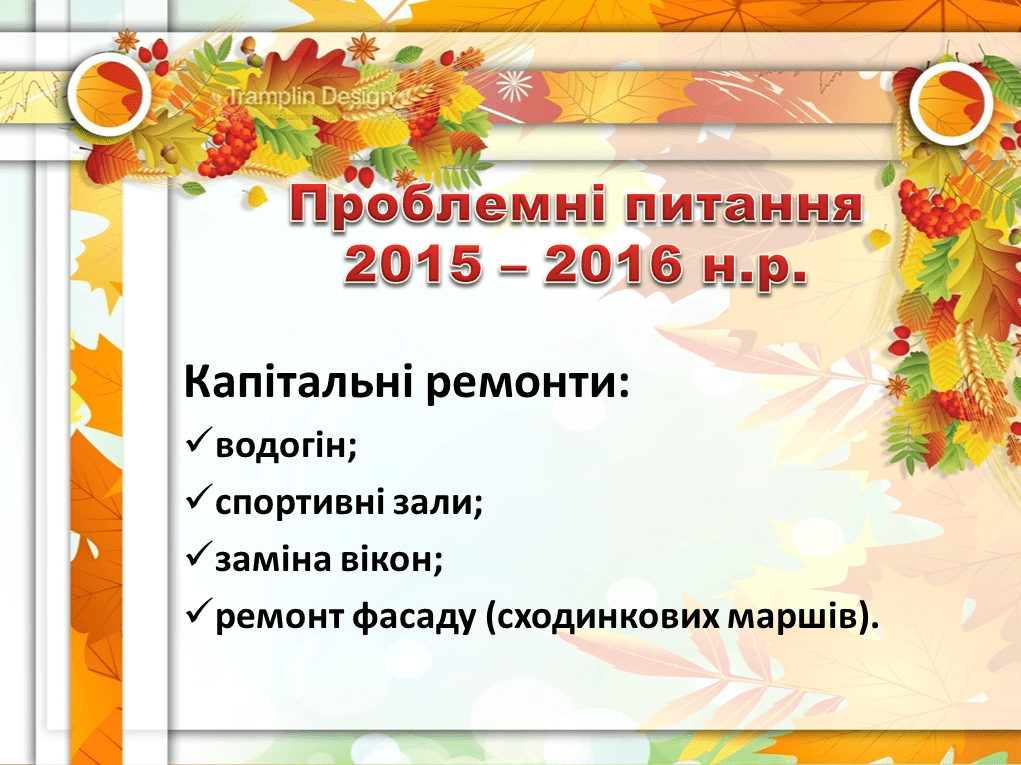 Tramplin Design
Проблемні питання
2015 – 2016 н.р.
Капітальні ремонти:
✓водогін;
✓спортивні зали;
✓заміна вікон;
✓ремонт фасаду (сходинкових маршів).